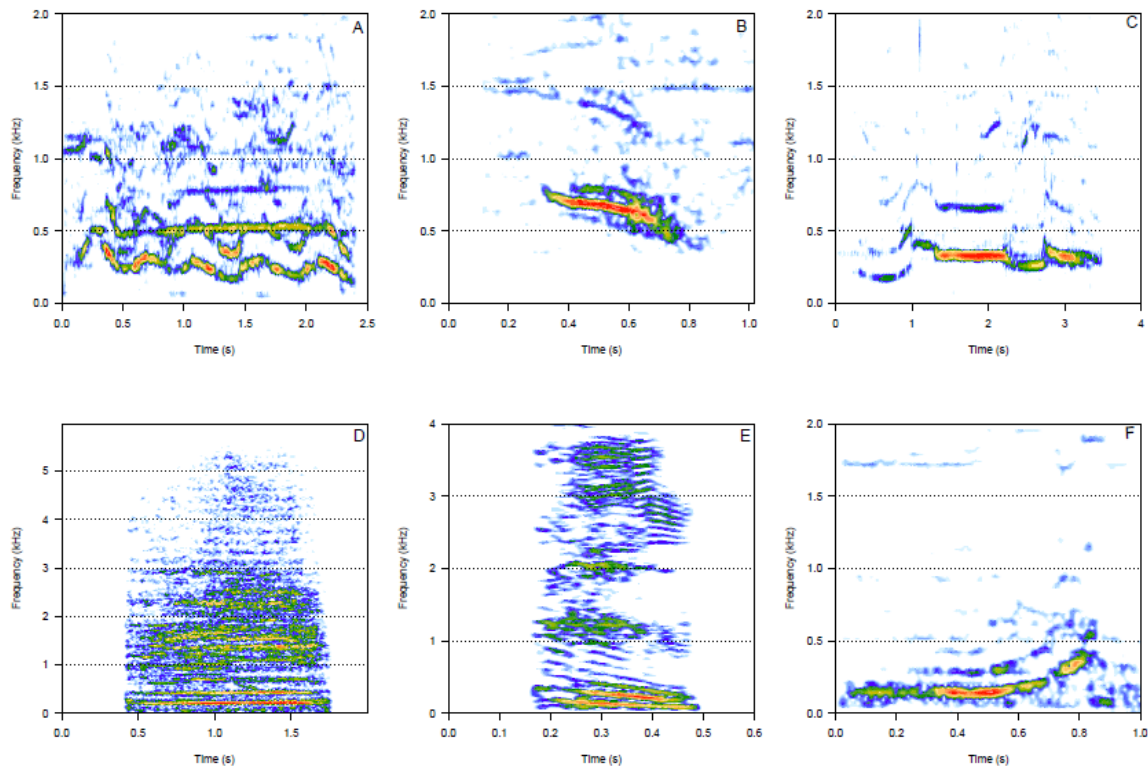 A
Frequency (kHz)
2.0
1.5
1.0
0.5
0.0
0.0 0.5 1.0 1.5 2.0 2.5
Time (s)
B
Frequency (kHz)
2.0
1.5
1.0
0.5
0.0
0.0 0.2 0.4 0.6 0.8 1.0
Time (s)
C
Frequency (kHz)
2.0
1.5
1.0
0.5
0.0
0 1 2 3 4
Time (s)
D
Frequency (kHz)
5
4
3
2
1
0
0.0 0.5 1.0 1.5
Time (s)
E
Frequency (kHz)
4
3
2
1
0
0.0 0.1 0.2 0.3 0.4 0.5 0.6
Time (s)
F
Frequency (kHz)
2.0
1.5
1.0
0.5
0.0
0.0 0.2 0.4 0.6 0.8 1.0
Time (s)